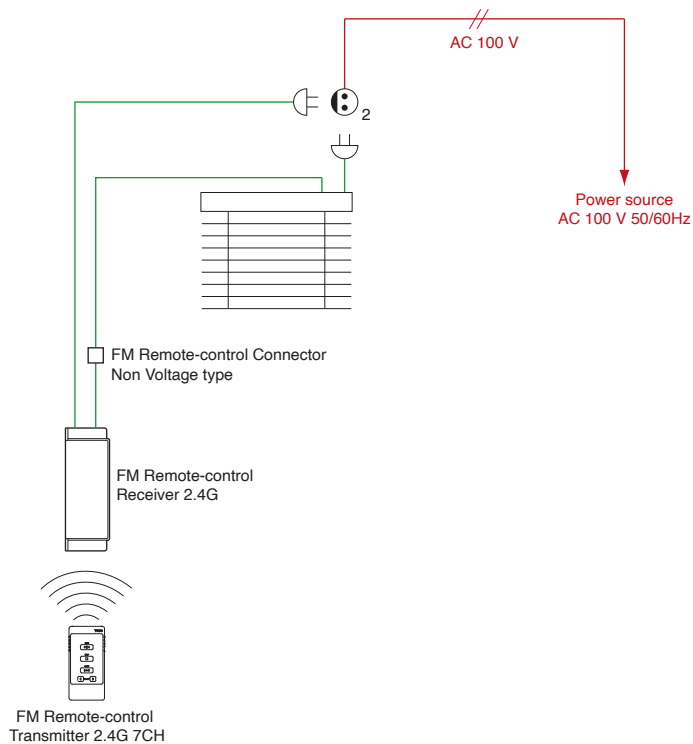 AC 100 V
2
Power source
AC 100 V 50/60Hz
FM Remote-control Connector
Non Voltage type
FM Remote-control
Receiver 2.4G
FM Remote-control
Transmitter 2.4G 7CH